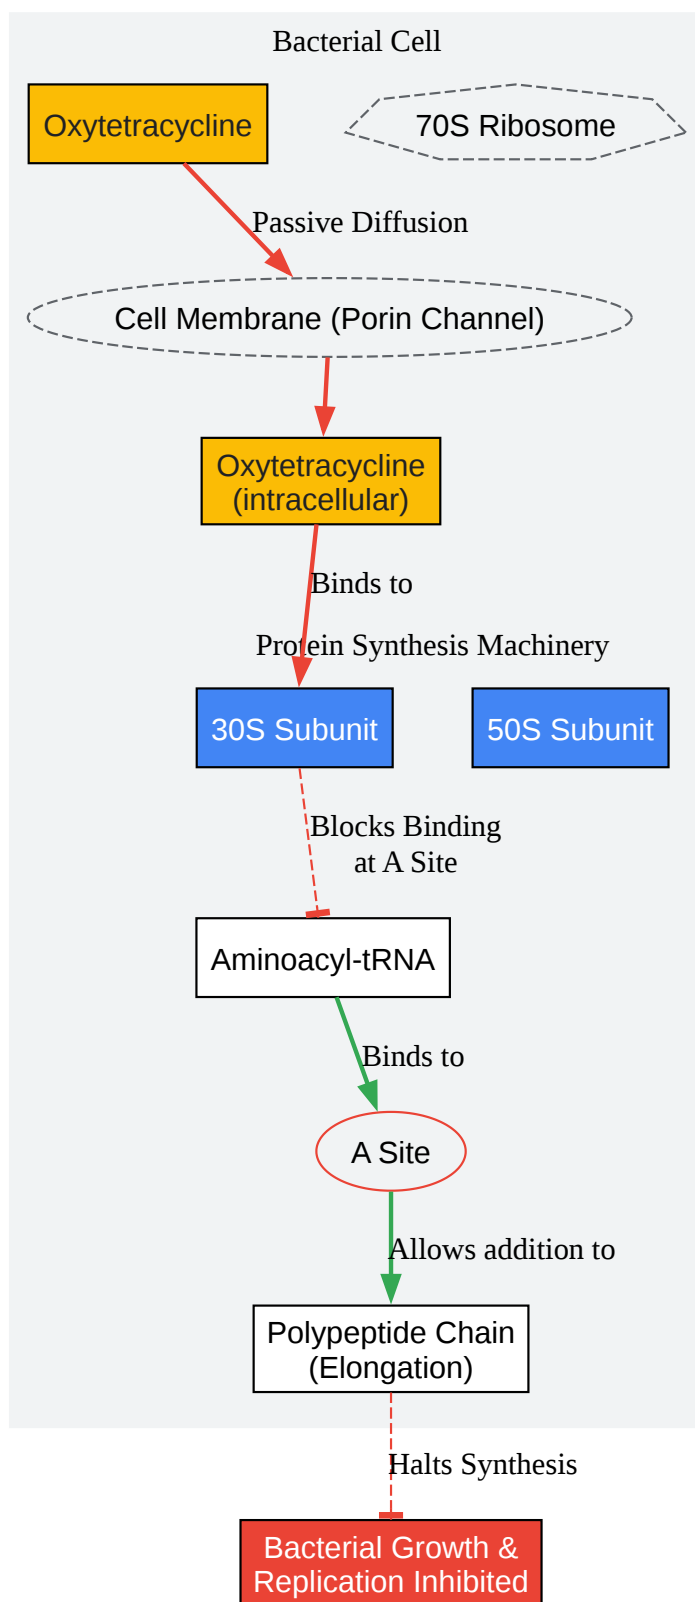 Bacterial Cell
Oxytetracycline
70S Ribosome
Passive Diffusion
Cell Membrane (Porin Channel)
Oxytetracycline
(intracellular)
Binds to
Protein Synthesis Machinery
30S Subunit
50S Subunit
Blocks Binding
at A Site
Aminoacyl-tRNA
Binds to
A Site
Allows addition to
Polypeptide Chain
(Elongation)
Halts Synthesis
Bacterial Growth &
Replication Inhibited